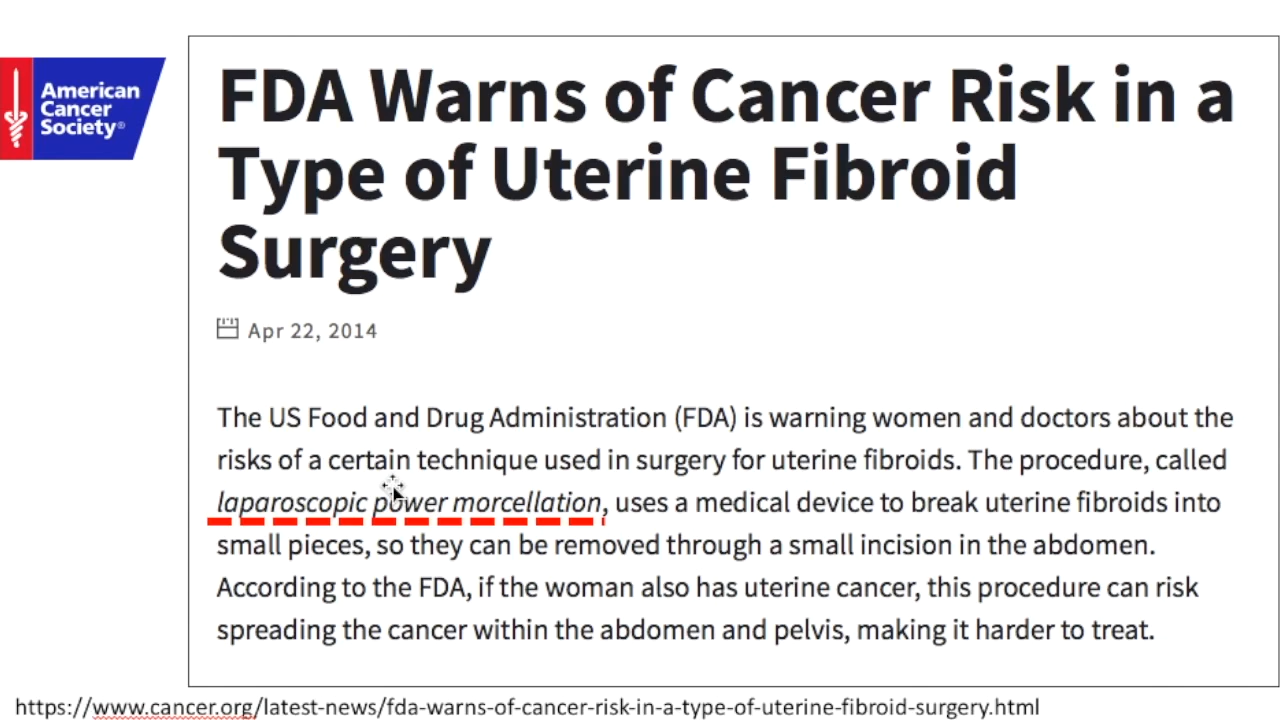 American
Cancer
Society®
FDA Warns of Cancer Risk in a
Type of Uterine Fibroid
Surgery
Apr 22, 2014
The US Food and Drug Administration (FDA) is warning women and doctors about the
risks of a certain technique used in surgery for uterine fibroids. The procedure, called
laparoscopic power morcellation, uses a medical device to break uterine fibroids into
small pieces, so they can be removed through a small incision in the abdomen.
According to the FDA, if the woman also has uterine cancer, this procedure can risk
spreading the cancer within the abdomen and pelvis, making it harder to treat.
https://www.cancer.org/latest-news/fda-warns-of-cancer-risk-in-a-type-of-uterine-fibroid-surgery.html